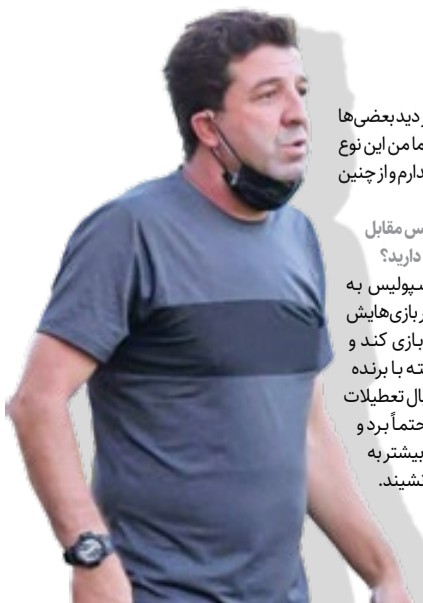 دید بعضی‌ها
ما من این نوع
دارم و از چنین
س مقابل
دارید؟
سپولیس به
ر بازی‌هایش
بازی کند و
ته با برنده
ال تعطیلات
حتماً برد و
بیشتر به
نشیند.